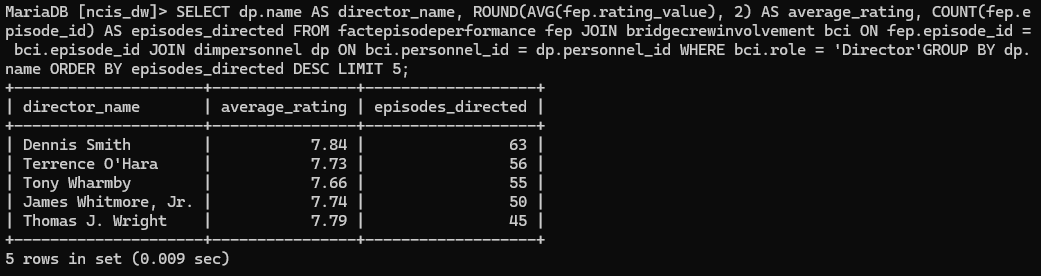 MariaDB [ncis_dw]> SELECT dp.name AS director_name, ROUND(AVG(fep.rating_value), 2) AS average_rating, COUNT(fep.e
pisode_id) AS episodes_directed FROM factepisodeperformance fep JOIN bridgecrewinvolvement bci ON fep.episode_id =
 bci.episode_id JOIN dimpersonnel dp ON bci.personnel_id = dp.personnel_id WHERE bci.role = 'Director'GROUP BY dp.
name ORDER BY episodes_directed DESC LIMIT 5;
+---------------------+----------------+-------------------+
| director_name       | average_rating | episodes_directed |
+---------------------+----------------+-------------------+
| Dennis Smith        |           7.84 |                63 |
| Terrence O'Hara     |           7.73 |                56 |
| Tony Wharmby        |           7.66 |                55 |
| James Whitmore, Jr. |           7.74 |                50 |
| Thomas J. Wright    |           7.79 |                45 |
+---------------------+----------------+-------------------+
5 rows in set (0.009 sec)